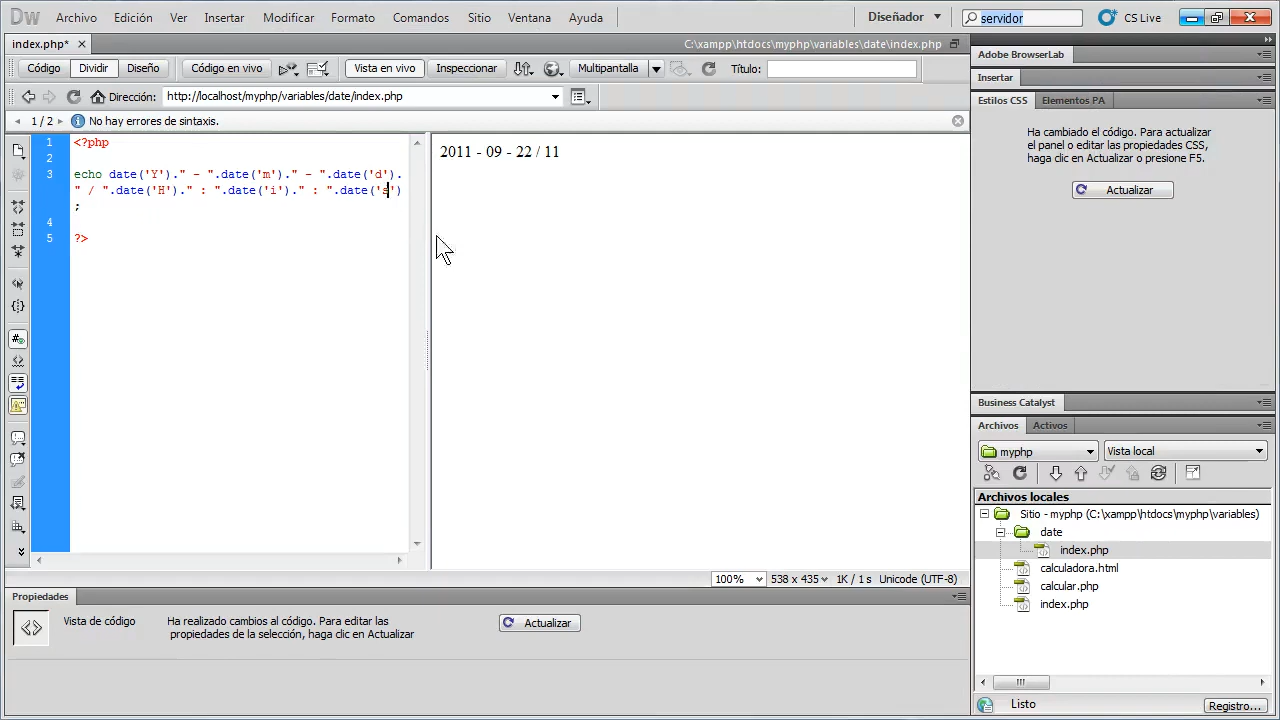 Dw Archivo Edición Ver Insertar Modificar Formato Comandos Sitio Ventana Ayuda Diseñador servidor CS Live
index.php* C:\xampp\htdocs\myphp\variables\date\index.php
Código Dividir Diseño Código en vivo Vista en vivo Inspeccionar Multipantalla Título:
Dirección: http://localhost/myphp/variables/date/index.php
1 / 2 No hay errores de sintaxis.
1 <?php
2
3 echo date('Y')." - ".date('m')." - ".date('d').
" / ".date('H')." : ".date('i')." : ".date('s')
;
4
5 ?>
2011 - 09 - 22 / 11
100% 538 x 435 1K / 1 s Unicode (UTF-8)
Propiedades
Vista de código
Ha realizado cambios al código. Para editar las
propiedades de la selección, haga clic en Actualizar
Actualizar
Adobe BrowserLab
Insertar
Estilos CSS Elementos PA
Ha cambiado el código. Para actualizar
el panel o editar las propiedades CSS,
haga clic en Actualizar o presione F5.
Actualizar
Business Catalyst
Archivos Activos
myphp Vista local
Archivos locales
Sitio - myphp (C:\xampp\htdocs\myphp\variables)
date
index.php
calculadora.html
calcular.php
index.php
Listo Registro...